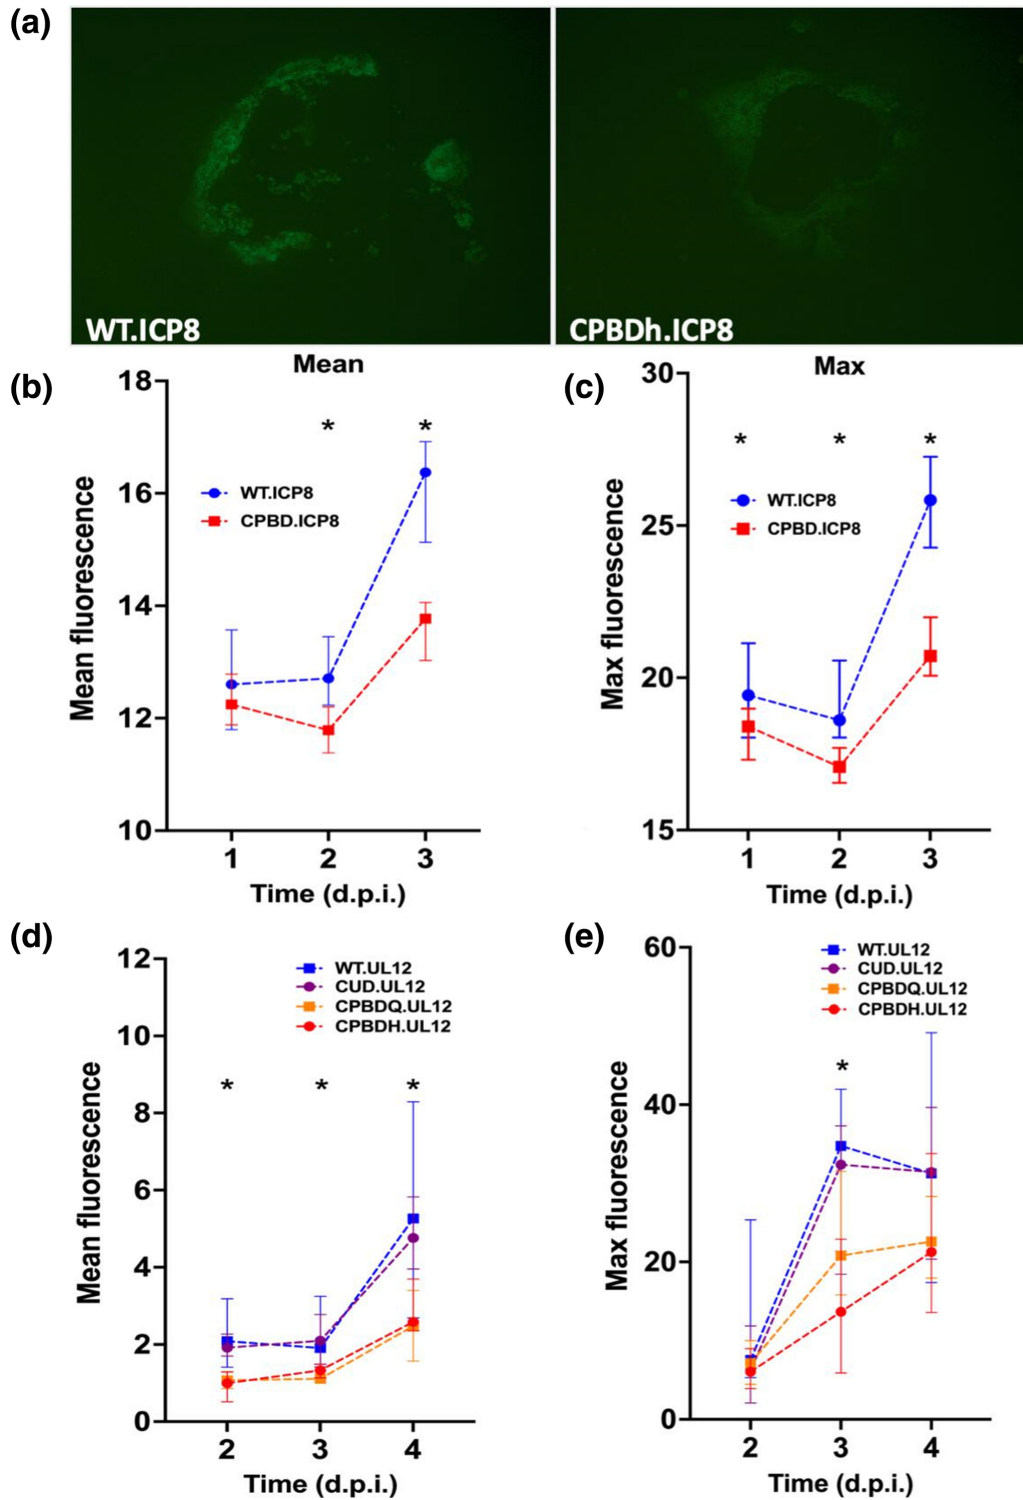 (a)
WT.ICP8
CPBDh.ICP8
(b)
Mean
18
16
14
12
10
Mean fluorescence
* *
WT.ICP8
CPBD.ICP8
1 2 3
Time (d.p.i.)
(c)
Max
30
25
20
15
Max fluorescence
* * *
WT.ICP8
CPBD.ICP8
1 2 3
Time (d.p.i.)
(d)
12
10
8
6
4
2
0
Mean fluorescence
WT.UL12
CUD.UL12
CPBDQ.UL12
CPBDH.UL12
* * *
2 3 4
Time (d.p.i.)
(e)
60
40
20
0
Max fluorescence
WT.UL12
CUD.UL12
CPBDQ.UL12
CPBDH.UL12
*
2 3 4
Time (d.p.i.)